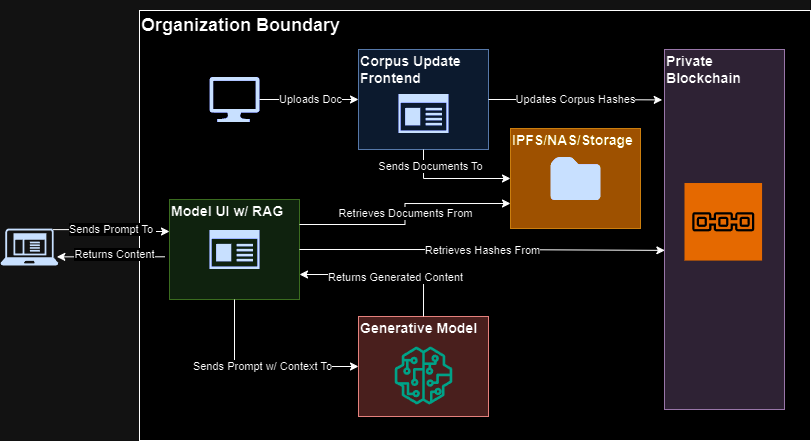 Organization Boundary
Corpus Update
Frontend
Private
Blockchain
Uploads Doc
Updates Corpus Hashes
IPFS/NAS/Storage
Sends Documents To
Model UI w/ RAG
Retrieves Documents From
Sends Prompt To
Returns Content
Retrieves Hashes From
Returns Generated Content
Generative Model
Sends Prompt w/ Context To